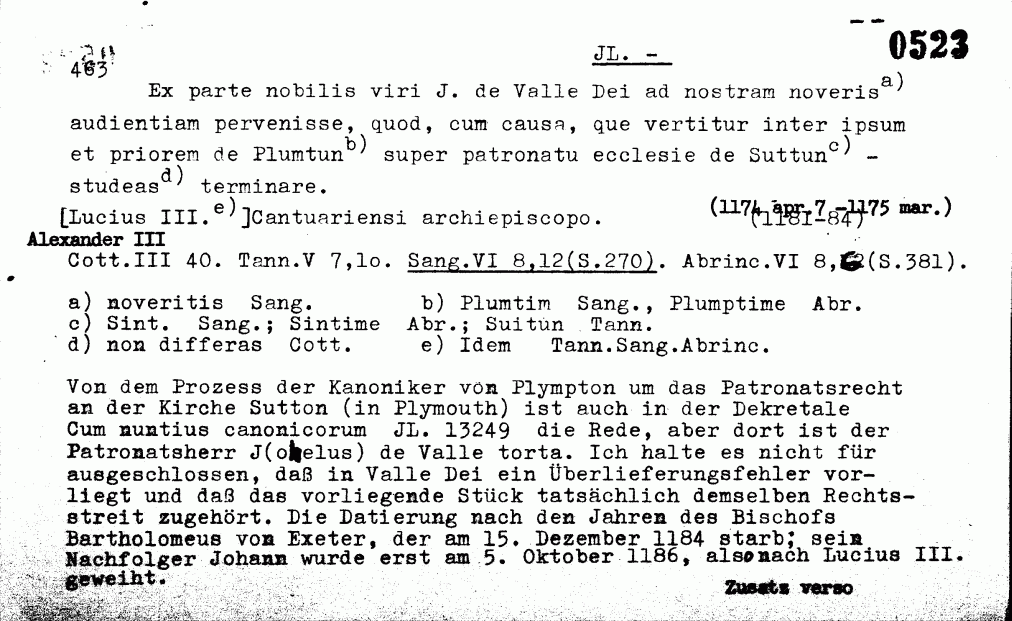 JL. - 0523
463
Ex parte nobilis viri J. de Valle Dei ad nostram noveris a)
audientiam pervenisse, quod, cum causa, que vertitur inter ipsum
et priorem de Plumtun b) super patronatu ecclesie de Suttun c) -
studeas d) terminare.
[Lucius III. e) ]Cantuariensi archiepiscopo. (1174 apr.7 -1175 mar.)
(1181-84)
Alexander III
Cott.III 40. Tann.V 7,1o. Sang.VI 8,12(S.270). Abrinc.VI 8, (S.381).
a) noveritis Sang. b) Plumtim Sang., Plumptime Abr.
c) Sint. Sang.; Sintime Abr.; Suitun Tann.
d) non differas Cott. e) Idem Tann.Sang.Abrinc.
Von dem Prozess der Kanoniker von Plympton um das Patronatsrecht
an der Kirche Sutton (in Plymouth) ist auch in der Dekretale
Cum nuntius canonicorum JL. 13249 die Rede, aber dort ist der
Patronatsherr J(ohelus) de Valle torta. Ich halte es nicht für
ausgeschlossen, daß in Valle Dei ein Überlieferungsfehler vor-
liegt und daß das vorliegende Stück tatsächlich demselben Rechts-
streit zugehört. Die Datierung nach den Jahren des Bischofs
Bartholomeus von Exeter, der am 15. Dezember 1184 starb; sein
Nachfolger Johann wurde erst am 5. Oktober 1186, also nach Lucius III.
geweiht.
Zusatz verso